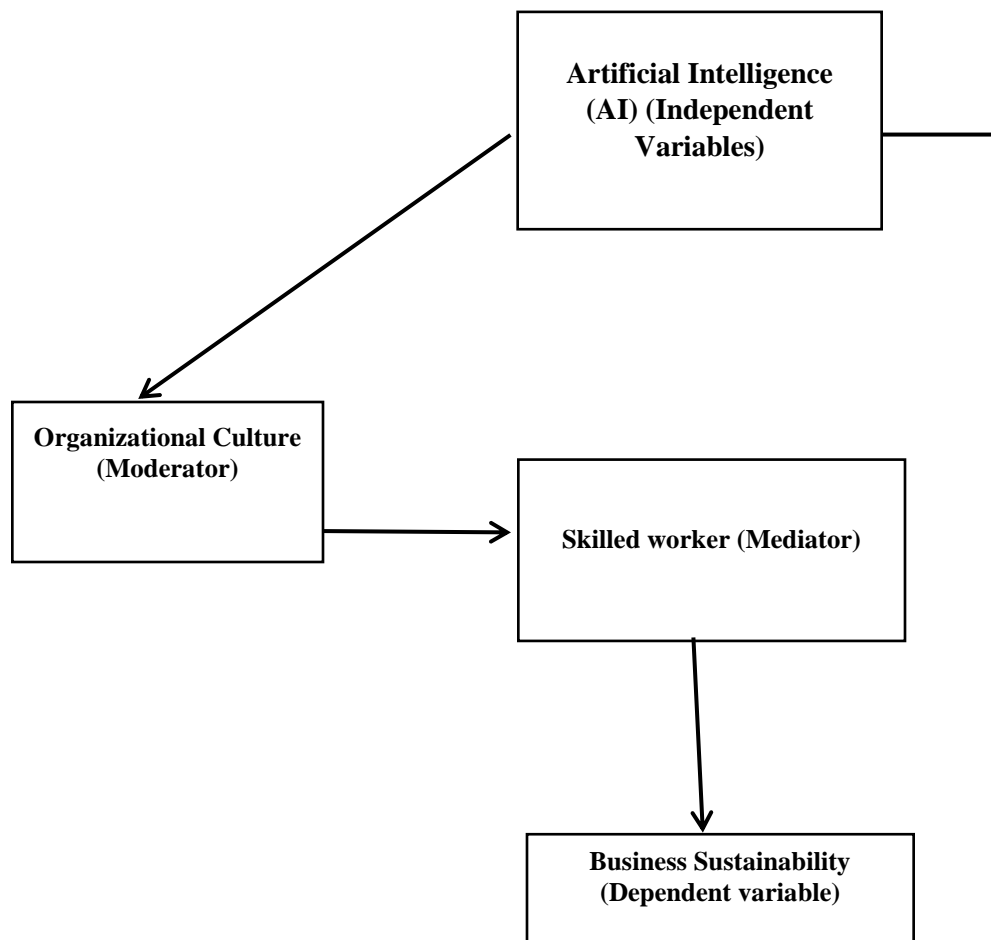 Artificial Intelligence
(AI) (Independent
Variables)
Organizational Culture
(Moderator)
Skilled worker (Mediator)
Business Sustainability
(Dependent variable)